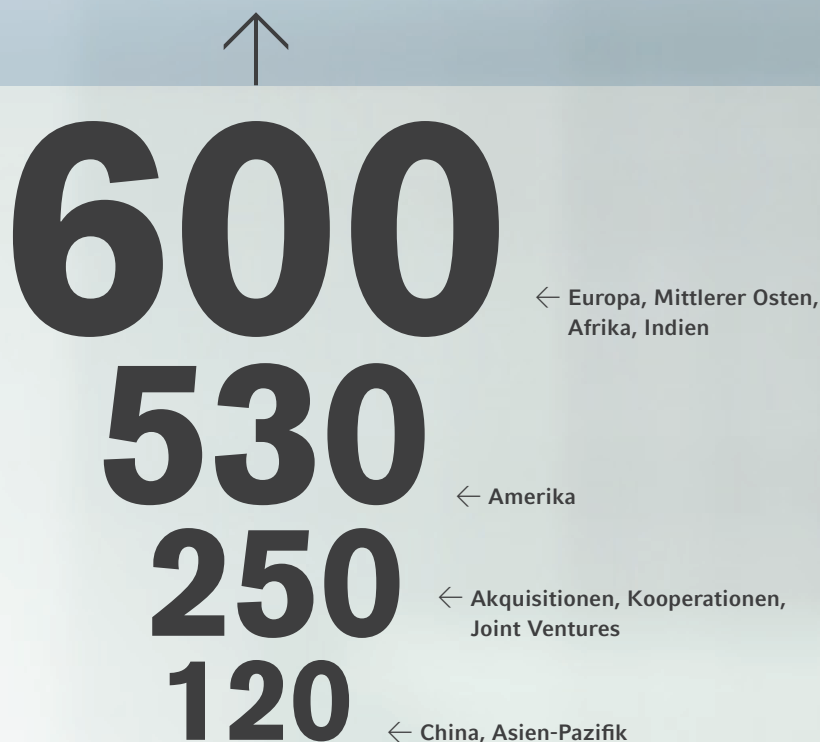 600
← Europa, Mittlerer Osten,
Afrika, Indien
530
← Amerika
250
← Akquisitionen, Kooperationen,
Joint Ventures
120
← China, Asien-Pazifik